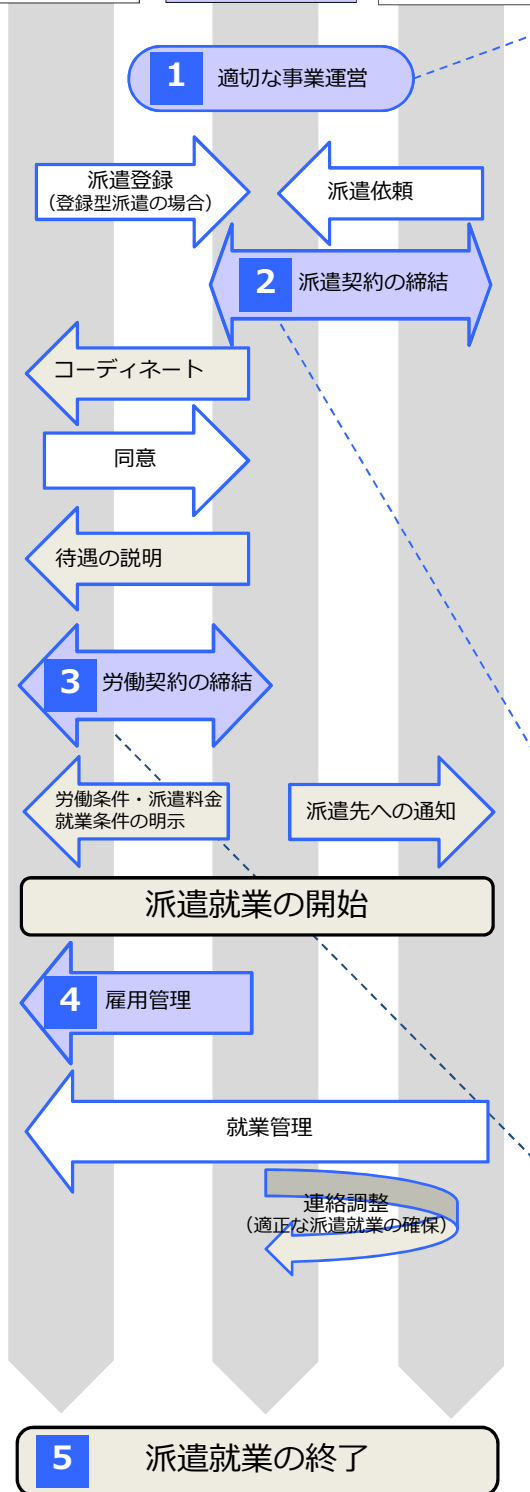 1 適切な事業運営
派遣登録
(登録型派遣の場合)
派遣依頼
2 派遣契約の締結
コーディネート
同意
待遇の説明
3 労働契約の締結
労働条件・派遣料金
就業条件の明示
派遣先への通知
派遣就業の開始
4 雇用管理
就業管理
連絡調整
(適正な派遣就業の確保)
5 派遣就業の終了